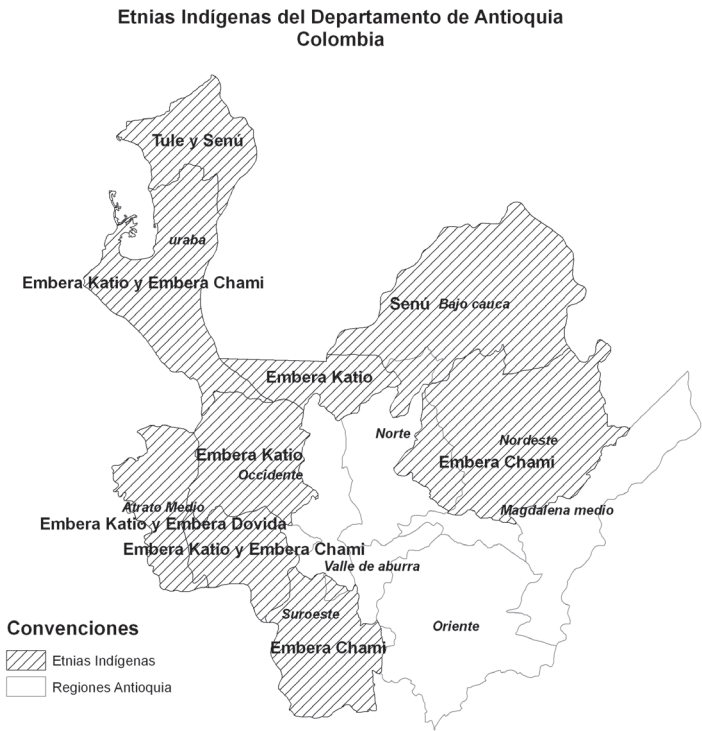 Etnias Indígenas del Departamento de Antioquia
Colombia
Tule y Senú
uraba
Embera Katio y Embera Chami
Senú Bajo cauca
Embera Katio
Norte
Nordeste
Embera Chami
Embera Katio
Occidente
Atrato Medio
Magdalena medio
Embera Katio y Embera Dovida
Embera Katio y Embera Chami
Valle de aburra
Suroeste
Oriente
Embera Chami
Convenciones
Etnias Indígenas
Regiones Antioquia